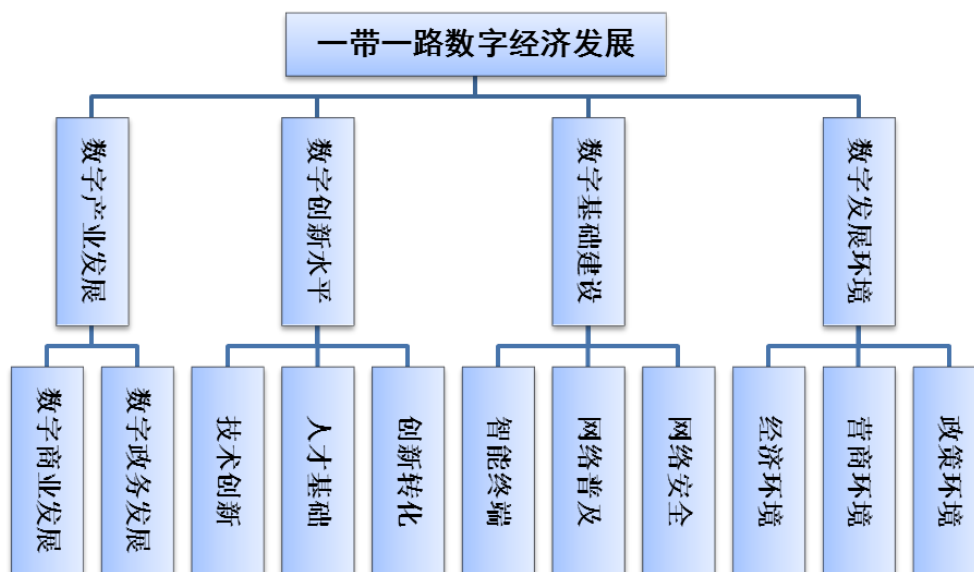 一带一路数字经济发展
数字产业发展
数字创新水平
数字基础建设
数字发展环境
数字商业发展
数字政务发展
技术创新
人才基础
创新转化
智能终端
网络普及
网络安全
经济环境
营商环境
政策环境